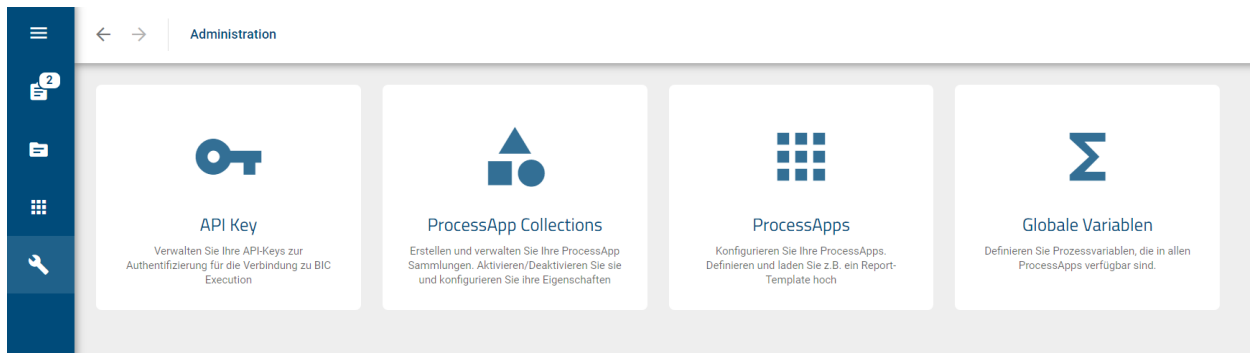 Administration
2
API Key
Verwalten Sie Ihre API-Keys zur
Authentifizierung für die Verbindung zu BIC
Execution
ProcessApp Collections
Erstellen und verwalten Sie Ihre ProcessApp
Sammlungen. Aktivieren/Deaktivieren Sie sie
und konfigurieren Sie ihre Eigenschaften
ProcessApps
Konfigurieren Sie Ihre ProcessApps.
Definieren und laden Sie z.B. ein Report-
Template hoch
Globale Variablen
Definieren Sie Prozessvariablen, die in allen
ProcessApps verfügbar sind.